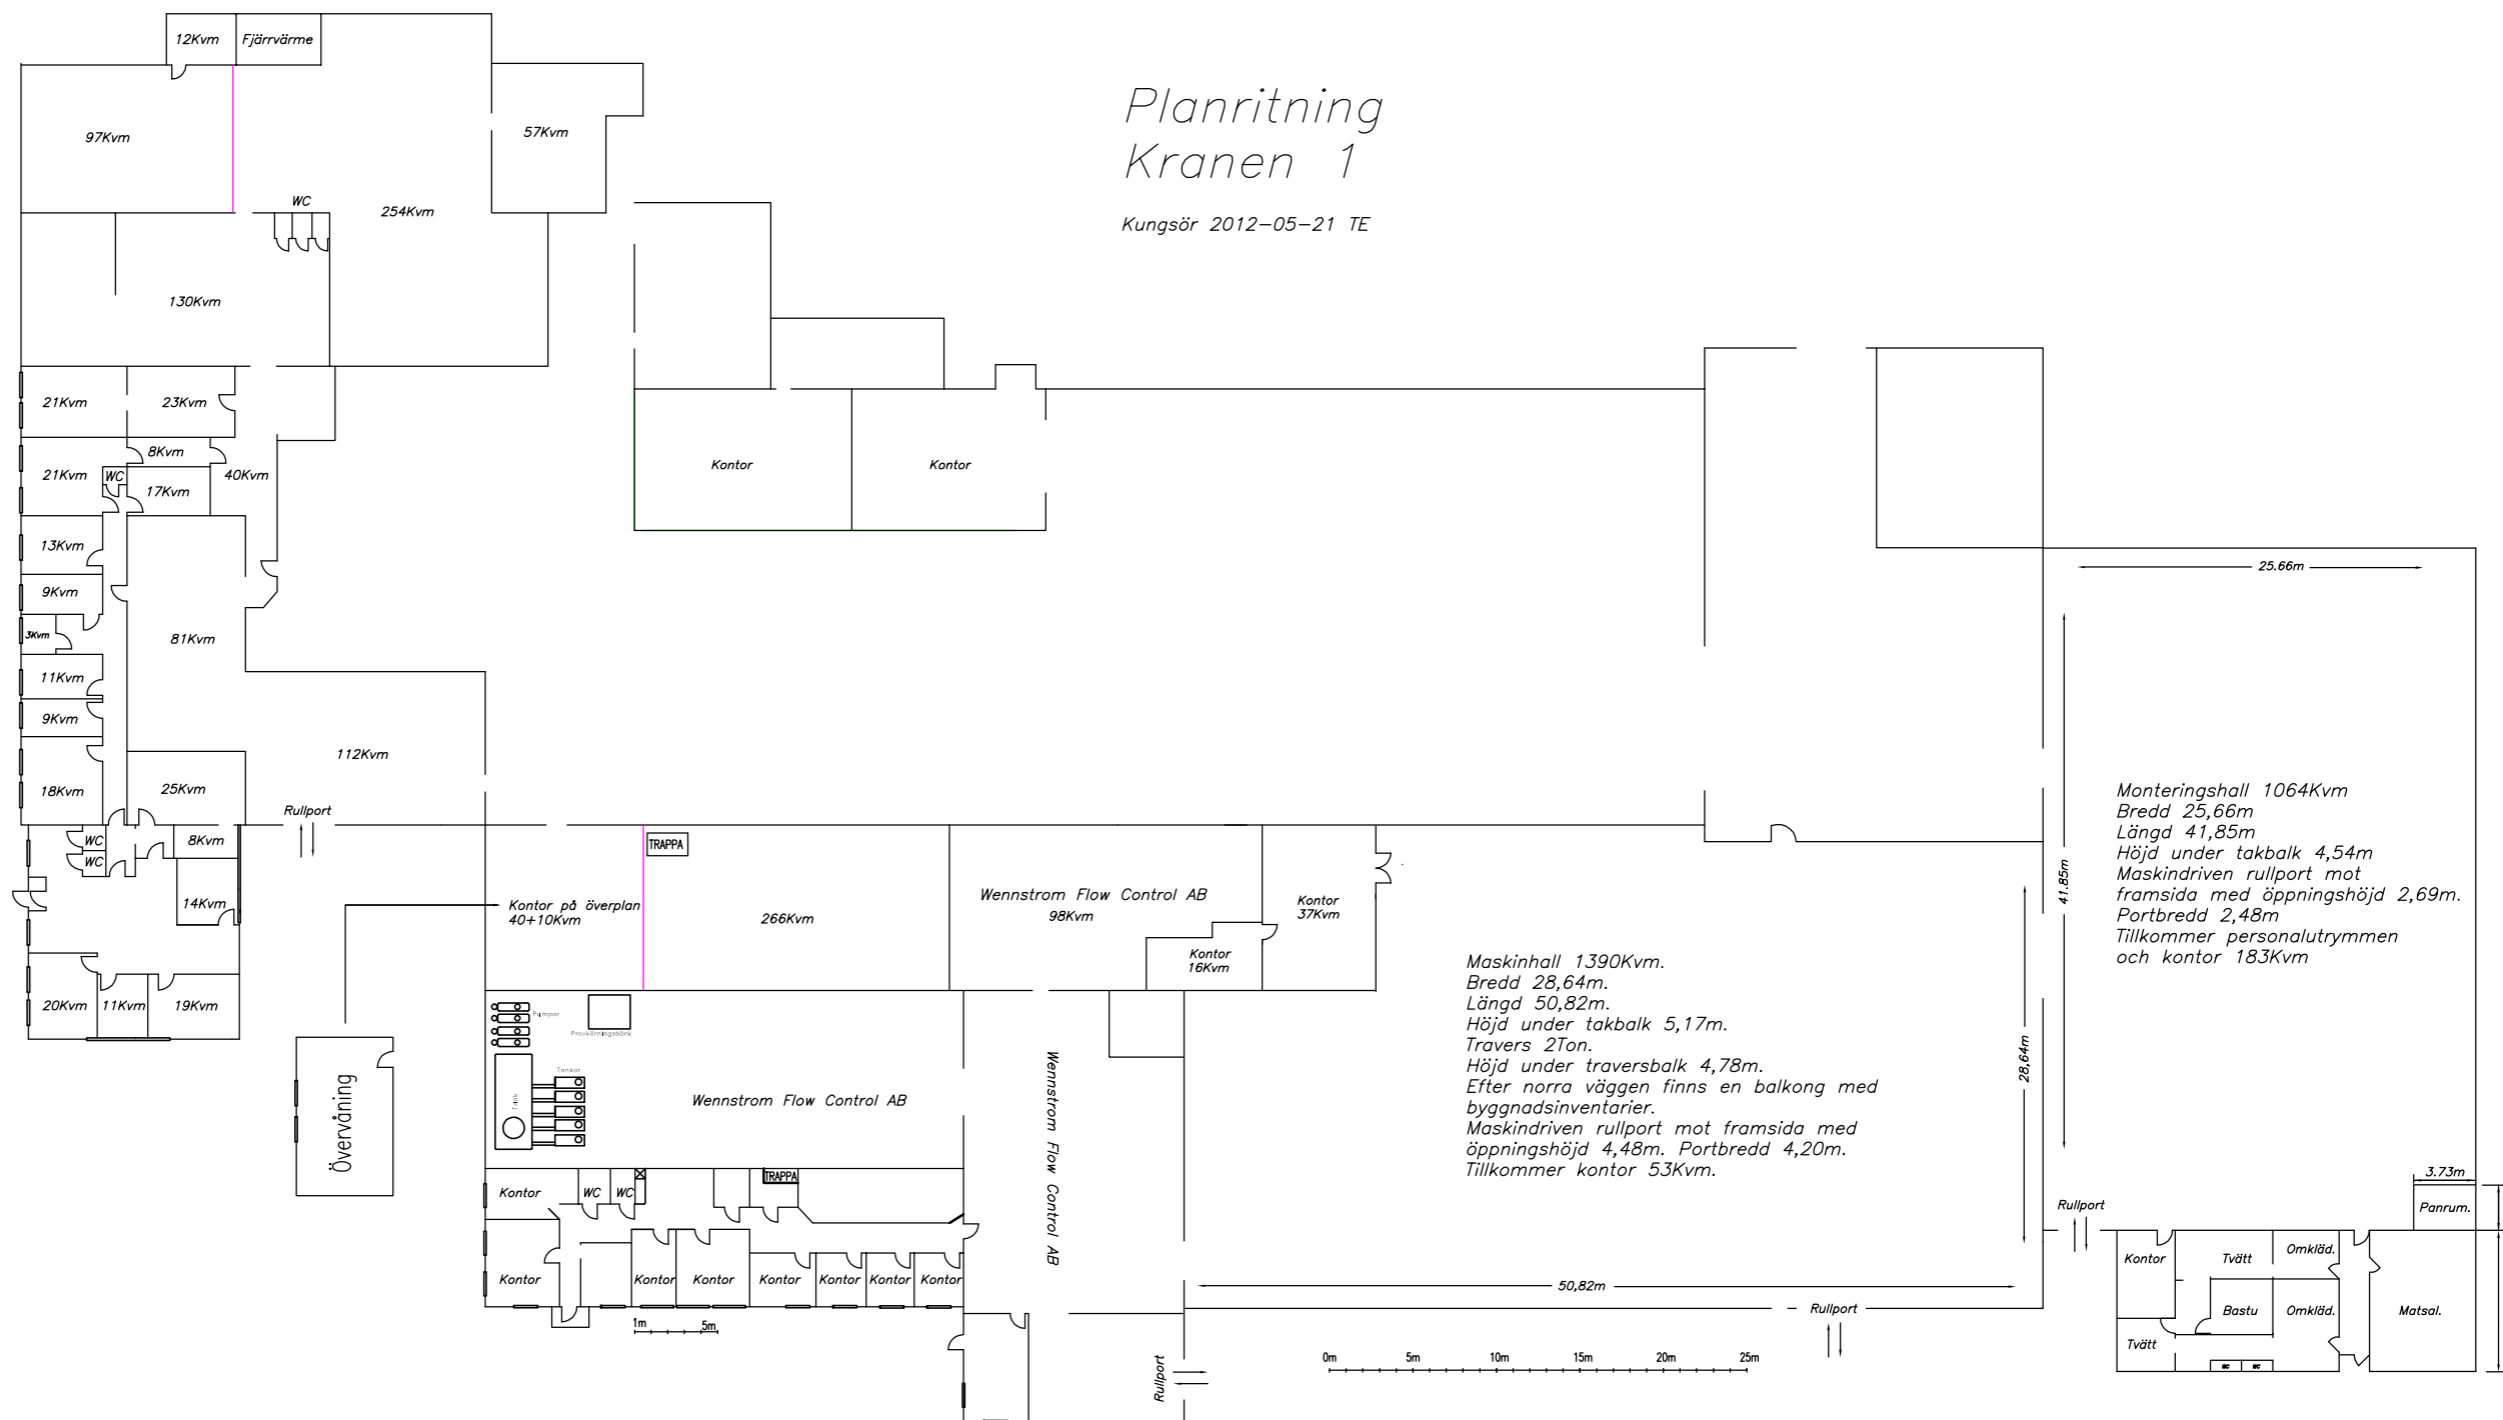 Planritning
Kranen 1
Kungsör 2012-05-21 TE
12Kvm
Fjärrvärme
97Kvm
57Kvm
WC
254Kvm
130Kvm
21Kvm
23Kvm
8Kvm
21Kvm
WC
40Kvm
17Kvm
13Kvm
9Kvm
3Kvm
81Kvm
11Kvm
9Kvm
112Kvm
18Kvm
25Kvm
Rullport
WC
8Kvm
WC
14Kvm
20Kvm
11Kvm
19Kvm
Kontor
Kontor
TRAPPA
Kontor på överplan
40+10Kvm
266Kvm
Wennstrom Flow Control AB
98Kvm
Kontor
37Kvm
Kontor
16Kvm
Övervåning
Pumpar
Provkörningsbänk
Tankar
Tank
Wennstrom Flow Control AB
Wennstrom Flow Control AB
Kontor
WC
WC
TRAPPA
Kontor
Kontor
Kontor
Kontor
Kontor
Kontor
Kontor
1m
5m
Maskinhall 1390Kvm.
Bredd 28,64m.
Längd 50,82m.
Höjd under takbalk 5,17m.
Travers 2Ton.
Höjd under traversbalk 4,78m.
Efter norra väggen finns en balkong med
byggnadsinventarier.
Maskindriven rullport mot framsida med
öppningshöjd 4,48m. Portbredd 4,20m.
Tillkommer kontor 53Kvm.
28,64m
50,82m
Rullport
Rullport
0m
5m
10m
15m
20m
25m
25.66m
41.85m
Monteringshall 1064Kvm
Bredd 25,66m
Längd 41,85m
Höjd under takbalk 4,54m
Maskindriven rullport mot
framsida med öppningshöjd 2,69m.
Portbredd 2,48m
Tillkommer personalutrymmen
och kontor 183Kvm
3.73m
Rullport
Panrum.
Kontor
Tvätt
Omkläd.
Bastu
Omkläd.
Matsal.
Tvätt
WC
WC